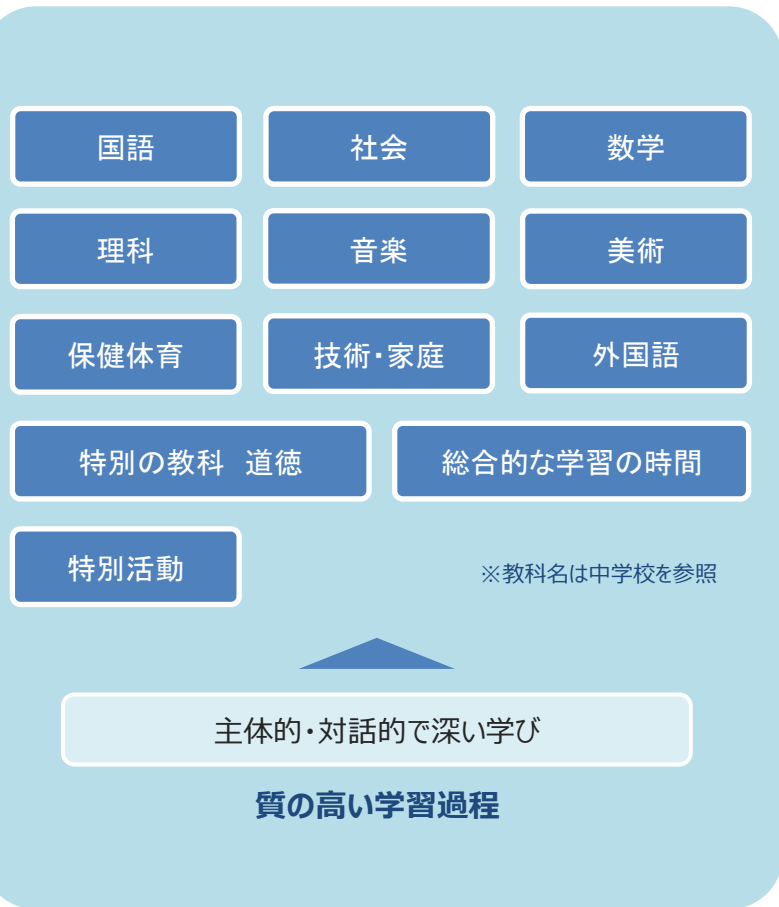 国語
社会
数学
理科
音楽
美術
保健体育
技術・家庭
外国語
特別の教科　道徳
総合的な学習の時間
特別活動
※教科名は中学校を参照
主体的・対話的で深い学び
質の高い学習過程